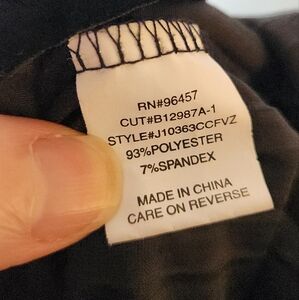 RN#96457
CUT#B12987A-1
STYLE#J10363CCFVZ
93%POLYESTER
7%SPANDEX
MADE IN CHINA
CARE ON REVERSE